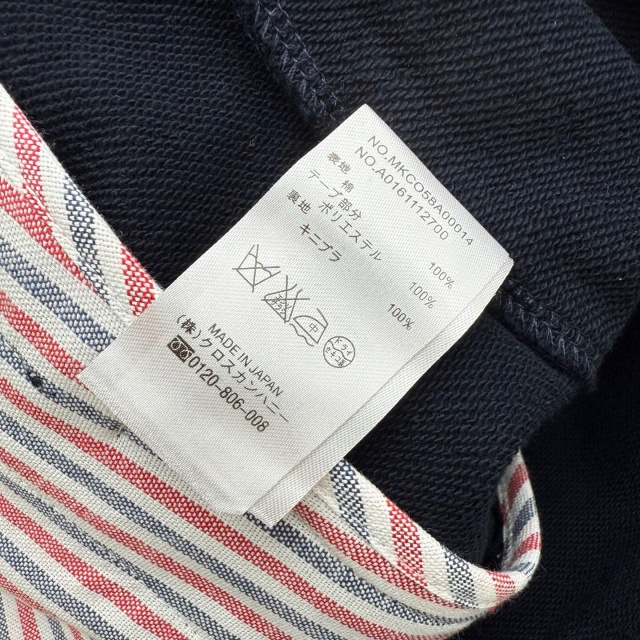 NO.MKCO58A00014
NO.A0161112700
表地 綿 100%
テープ部分
ポリエステル 100%
裏地 キュプラ 100%
中
MADE IN JAPAN
(株)クロスカンパニー
0120-806-008